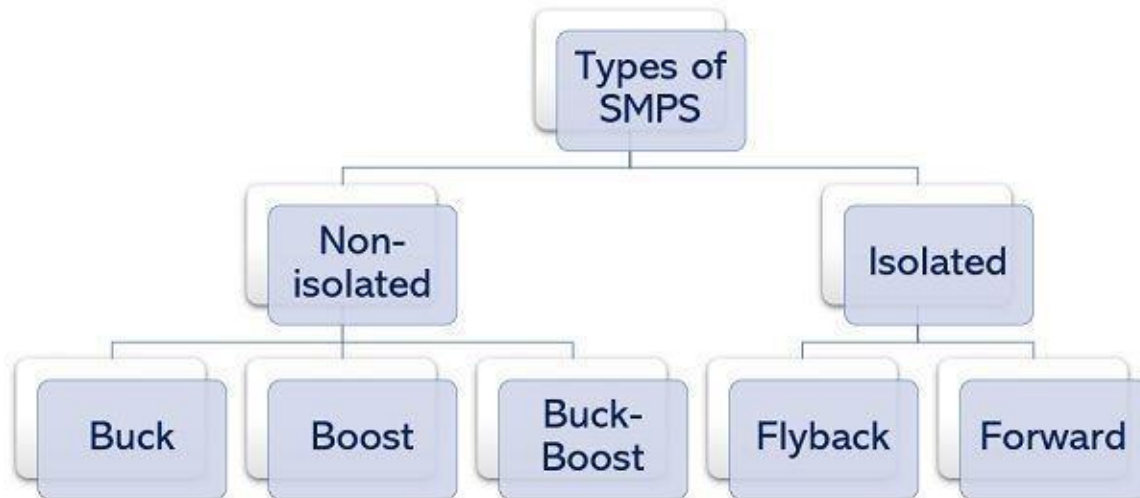 Types of
SMPS
Non-
isolated
Isolated
Buck
Boost
Buck-
Boost
Flyback
Forward